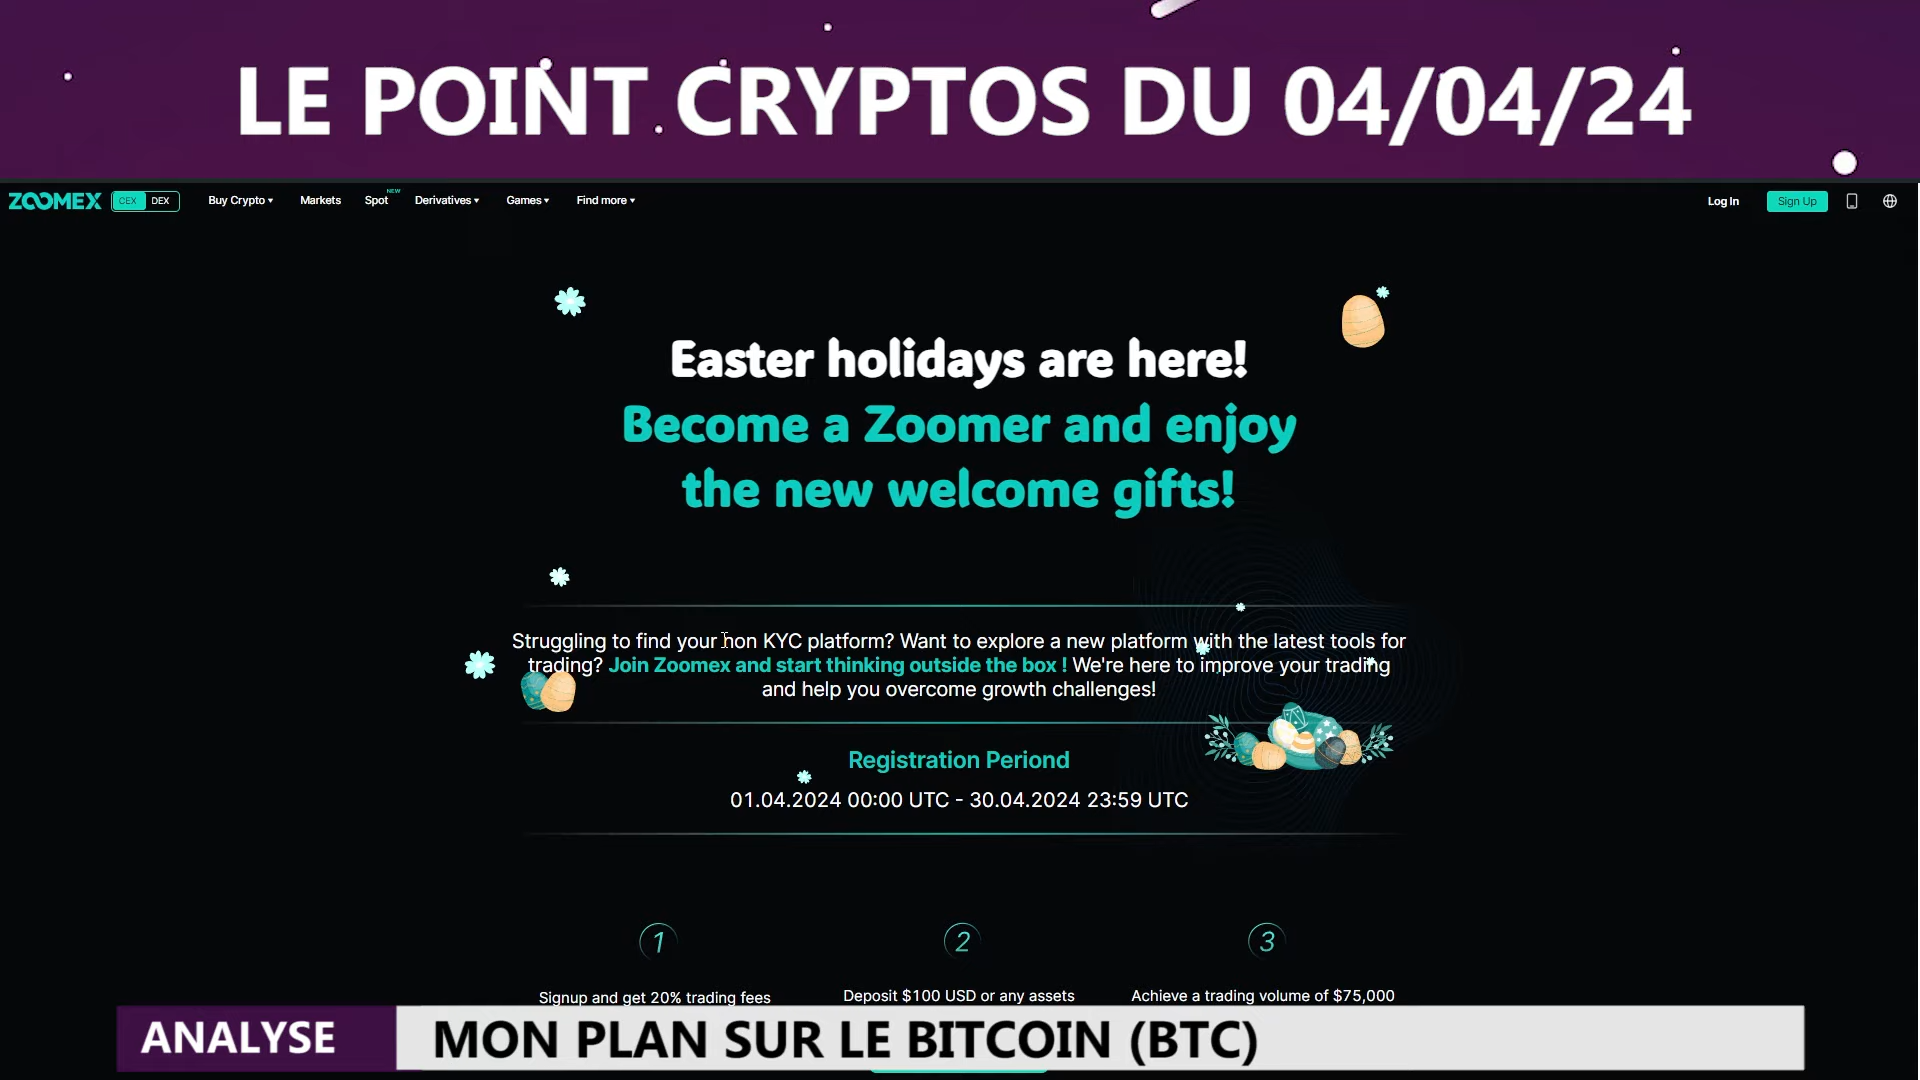 LE POINT CRYPTOS DU 04/04/24
ZOOMEX CEX DEX Buy Crypto Markets Spot NEW Derivatives Games Find more Log In Sign Up
Easter holidays are here!
Become a Zoomer and enjoy
the new welcome gifts!
Struggling to find your non KYC platform? Want to explore a new platform with the latest tools for
trading? Join Zoomex and start thinking outside the box ! We're here to improve your trading
and help you overcome growth challenges!
Registration Periond
01.04.2024 00:00 UTC - 30.04.2024 23:59 UTC
1 2 3
Signup and get 20% trading fees
Deposit $100 USD or any assets
Achieve a trading volume of $75,000
ANALYSE MON PLAN SUR LE BITCOIN (BTC)